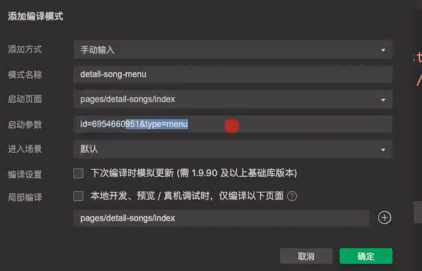 添加编译模式
添加方式 手动输入
模式名称 detail-song-menu
启动页面 pages/detail-songs/index
启动参数 id=6954660951&type=menu
进入场景 默认
编译设置 下次编译时模拟更新 (需 1.9.90 及以上基础库版本)
局部编译 本地开发、预览 / 真机调试时，仅编译以下页面 ?
pages/detail-songs/index
取消 确定